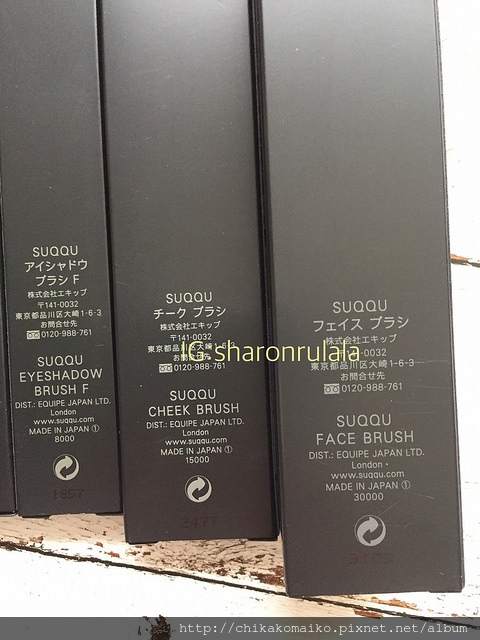 SUQQU
アイシャドウ
ブラシ F
株式会社エキップ
〒141-0032
東京都品川区大崎1-6-3
お問合せ先
0120-988-761
SUQQU
EYESHADOW
BRUSH F
DIST.: EQUIPE JAPAN LTD.
London
www.suqqu.com
MADE IN JAPAN ①
8000
1857
SUQQU
チーク ブラシ
株式会社エキップ
〒141-0032
東京都品川区大崎1-6-3
お問合せ先
0120-988-761
SUQQU
CHEEK BRUSH
DIST.: EQUIPE JAPAN LTD.
London
www.suqqu.com
MADE IN JAPAN ①
15000
2477
SUQQU
フェイス ブラシ
株式会社エキップ
0032
東京都品川区大崎1-6-3
お問合せ先
0120-988-761
SUQQU
FACE BRUSH
DIST.: EQUIPE JAPAN LTD.
London
www.suqqu.com
MADE IN JAPAN ①
30000
IG:sharonrulala
http://chikakomaiko.pixnet.net/album